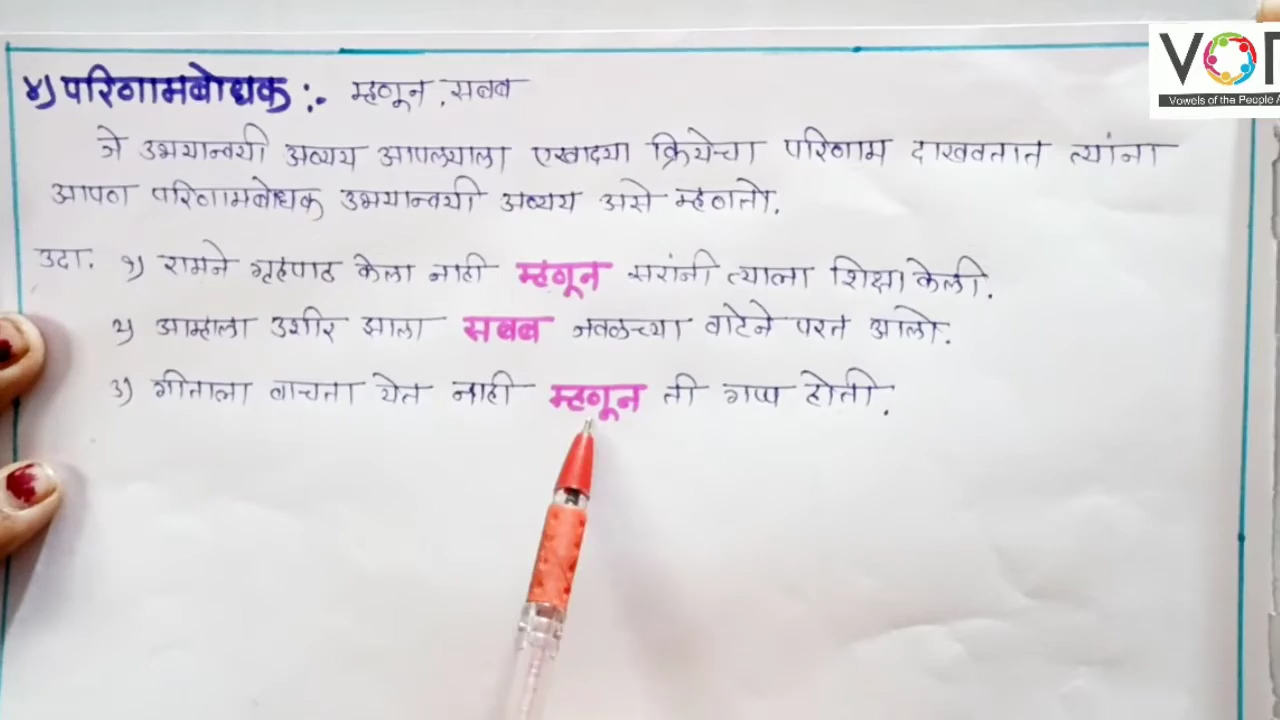 ४) परिणामबोधक :- म्हणून, सबब
जे उभयान्वयी अव्यय आपल्याला एखाद्या क्रियेचा परिणाम दाखवतात त्यांना
आपण परिणामबोधक उभयान्वयी अव्यय असे म्हणतो.
उदा. १) रामने गृहपाठ केला नाही म्हणून सरांनी त्याला शिक्षा केली.
२) आम्हाला उशीर झाला सबब जवळच्या वाटेने परत आलो.
३) गीताला वाचता येत नाही म्हणून ती गप्प होती.
VO
Vowels of the People